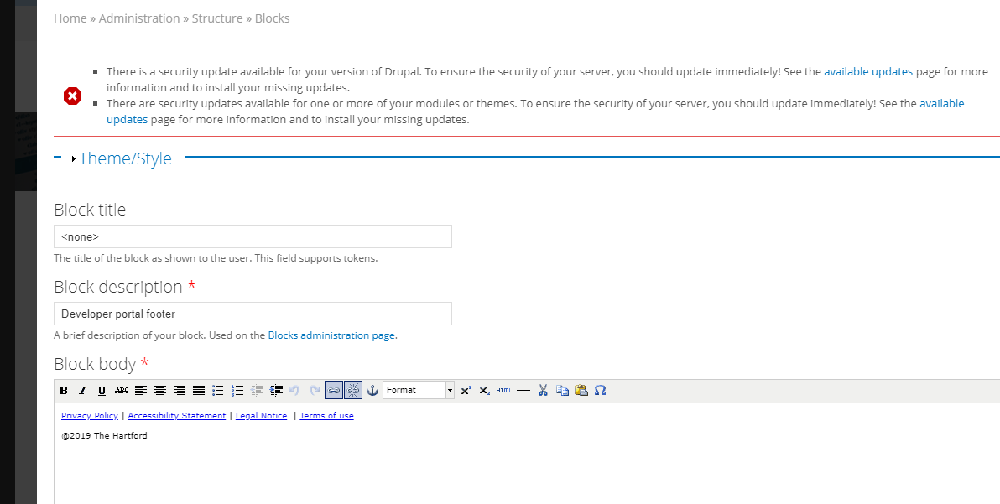 Home » Administration » Structure » Blocks
There is a security update available for your version of Drupal. To ensure the security of your server, you should update immediately! See the available updates page for more
information and to install your missing updates.
There are security updates available for one or more of your modules or themes. To ensure the security of your server, you should update immediately! See the available
updates page for more information and to install your missing updates.
Theme/Style
Block title
<none>
The title of the block as shown to the user. This field supports tokens.
Block description *
Developer portal footer
A brief description of your block. Used on the Blocks administration page.
Block body *
B I U ABC Format x² x₂ HTML Ω
Privacy Policy | Accessibility Statement | Legal Notice | Terms of use
@2019 The Hartford